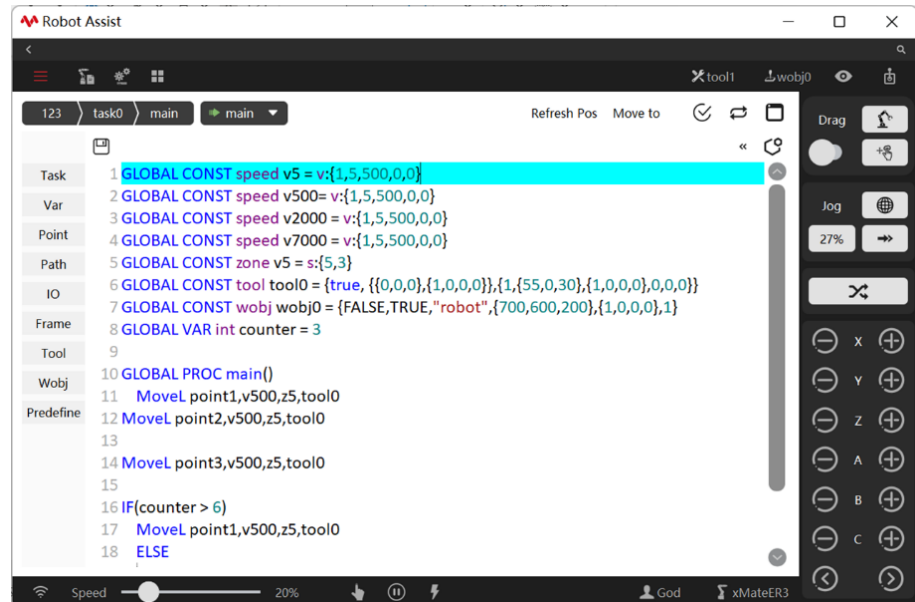 Robot Assist
tool1 wobj0
123 task0 main main Refresh Pos Move to Drag
Task
Var
Point
Path
IO
Frame
Tool
Wobj
Predefine
1 GLOBAL CONST speed v5 = v:{1,5,500,0,0}
2 GLOBAL CONST speed v500= v:{1,5,500,0,0}
3 GLOBAL CONST speed v2000 = v:{1,5,500,0,0}
4 GLOBAL CONST speed v7000 = v:{1,5,500,0,0}
5 GLOBAL CONST zone v5 = s:{5,3}
6 GLOBAL CONST tool tool0 = {true, {{0,0,0},{1,0,0,0}},{1,{55,0,30},{1,0,0,0},0,0,0}}
7 GLOBAL CONST wobj wobj0 = {FALSE,TRUE,"robot",{700,600,200},{1,0,0,0},1}
8 GLOBAL VAR int counter = 3
9
10 GLOBAL PROC main()
11 MoveL point1,v500,z5,tool0
12 MoveL point2,v500,z5,tool0
13
14 MoveL point3,v500,z5,tool0
15
16 IF(counter > 6)
17 MoveL point1,v500,z5,tool0
18 ELSE
Jog
27%
X
Y
Z
A
B
C
Speed 20% God xMateER3